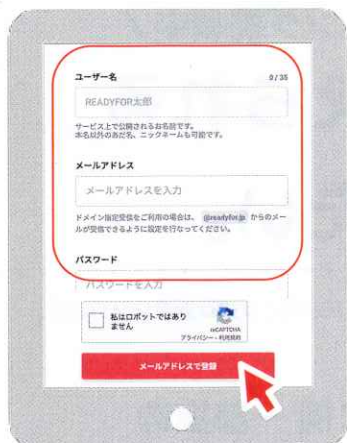 ユーザー名 0/35
READYFOR太郎
サービス上で公開されるお名前です。
本名以外のあだ名、ニックネームも可能です。
メールアドレス
メールアドレスを入力
ドメイン指定受信をご利用の場合は、 @readyfor.jp からのメー
ルが受信できるように設定を行なってください。
パスワード
パスワードを入力
私はロボットではあり
ません
reCAPTCHA
プライバシー - 利用規約
メールアドレスで登録